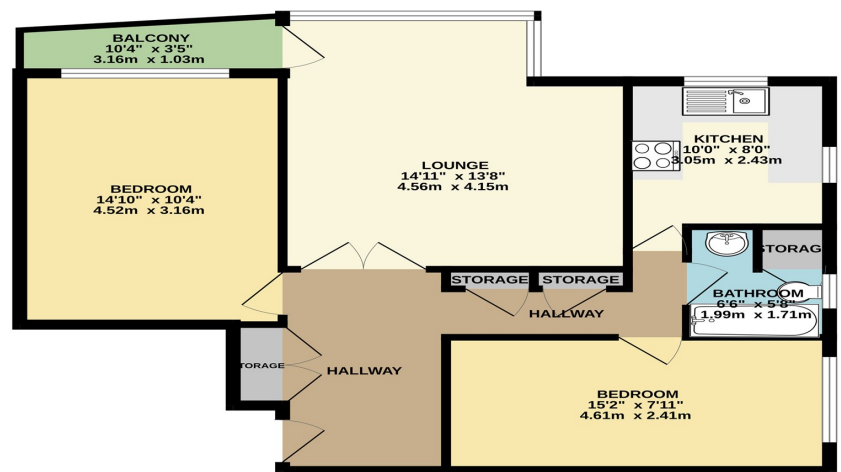 BALCONY
10'4" x 3'5"
3.16m x 1.03m
BEDROOM
14'10" x 10'4"
4.52m x 3.16m
LOUNGE
14'11" x 13'8"
4.56m x 4.15m
KITCHEN
10'0" x 8'0"
3.05m x 2.43m
STORAG
STORAGE
STORAGE
BATHROOM
6'6" x 5'8"
1.99m x 1.71m
HALLWAY
TORAGE
HALLWAY
BEDROOM
15'2" x 7'11"
4.61m x 2.41m